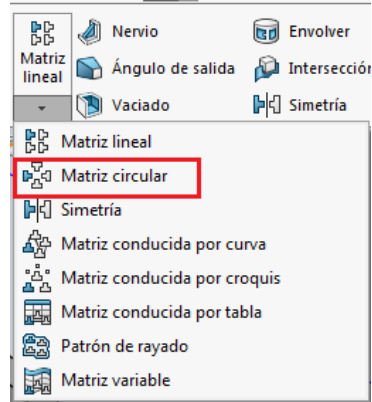 Matriz
lineal
Nervio
Envolver
Ángulo de salida
Intersección
Vaciado
Simetría
Matriz lineal
Matriz circular
Simetría
Matriz conducida por curva
Matriz conducida por croquis
Matriz conducida por tabla
Patrón de rayado
Matriz variable